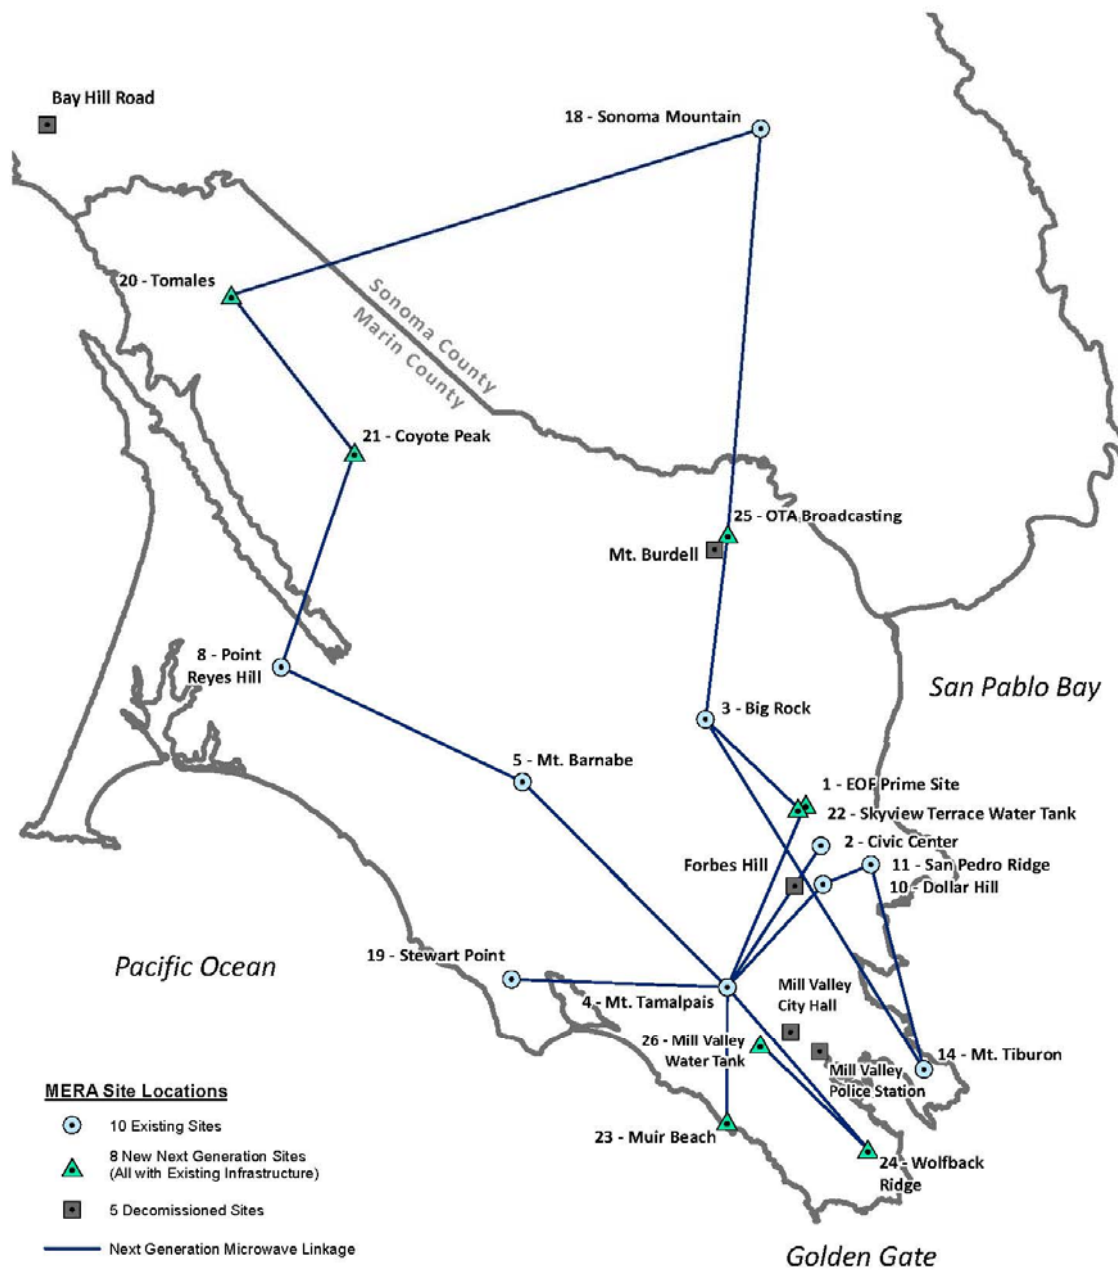 Bay Hill Road
18 - Sonoma Mountain
20 - Tomales
Sonoma County
Marin County
21 - Coyote Peak
25 - OTA Broadcasting
Mt. Burdell
8 - Point
Reyes Hill
San Pablo Bay
3 - Big Rock
5 - Mt. Barnabe
1 - EOF Prime Site
22 - Skyview Terrace Water Tank
2 - Civic Center
Forbes Hill
11 - San Pedro Ridge
10 - Dollar Hill
Pacific Ocean
19 - Stewart Point
4 - Mt. Tamalpais
Mill Valley
City Hall
26 - Mill Valley
Water Tank
14 - Mt. Tiburon
Mill Valley
Police Station
23 - Muir Beach
24 - Wolfback
Ridge
MERA Site Locations
10 Existing Sites
8 New Next Generation Sites
(All with Existing Infrastructure)
5 Decomissioned Sites
Next Generation Microwave Linkage
Golden Gate